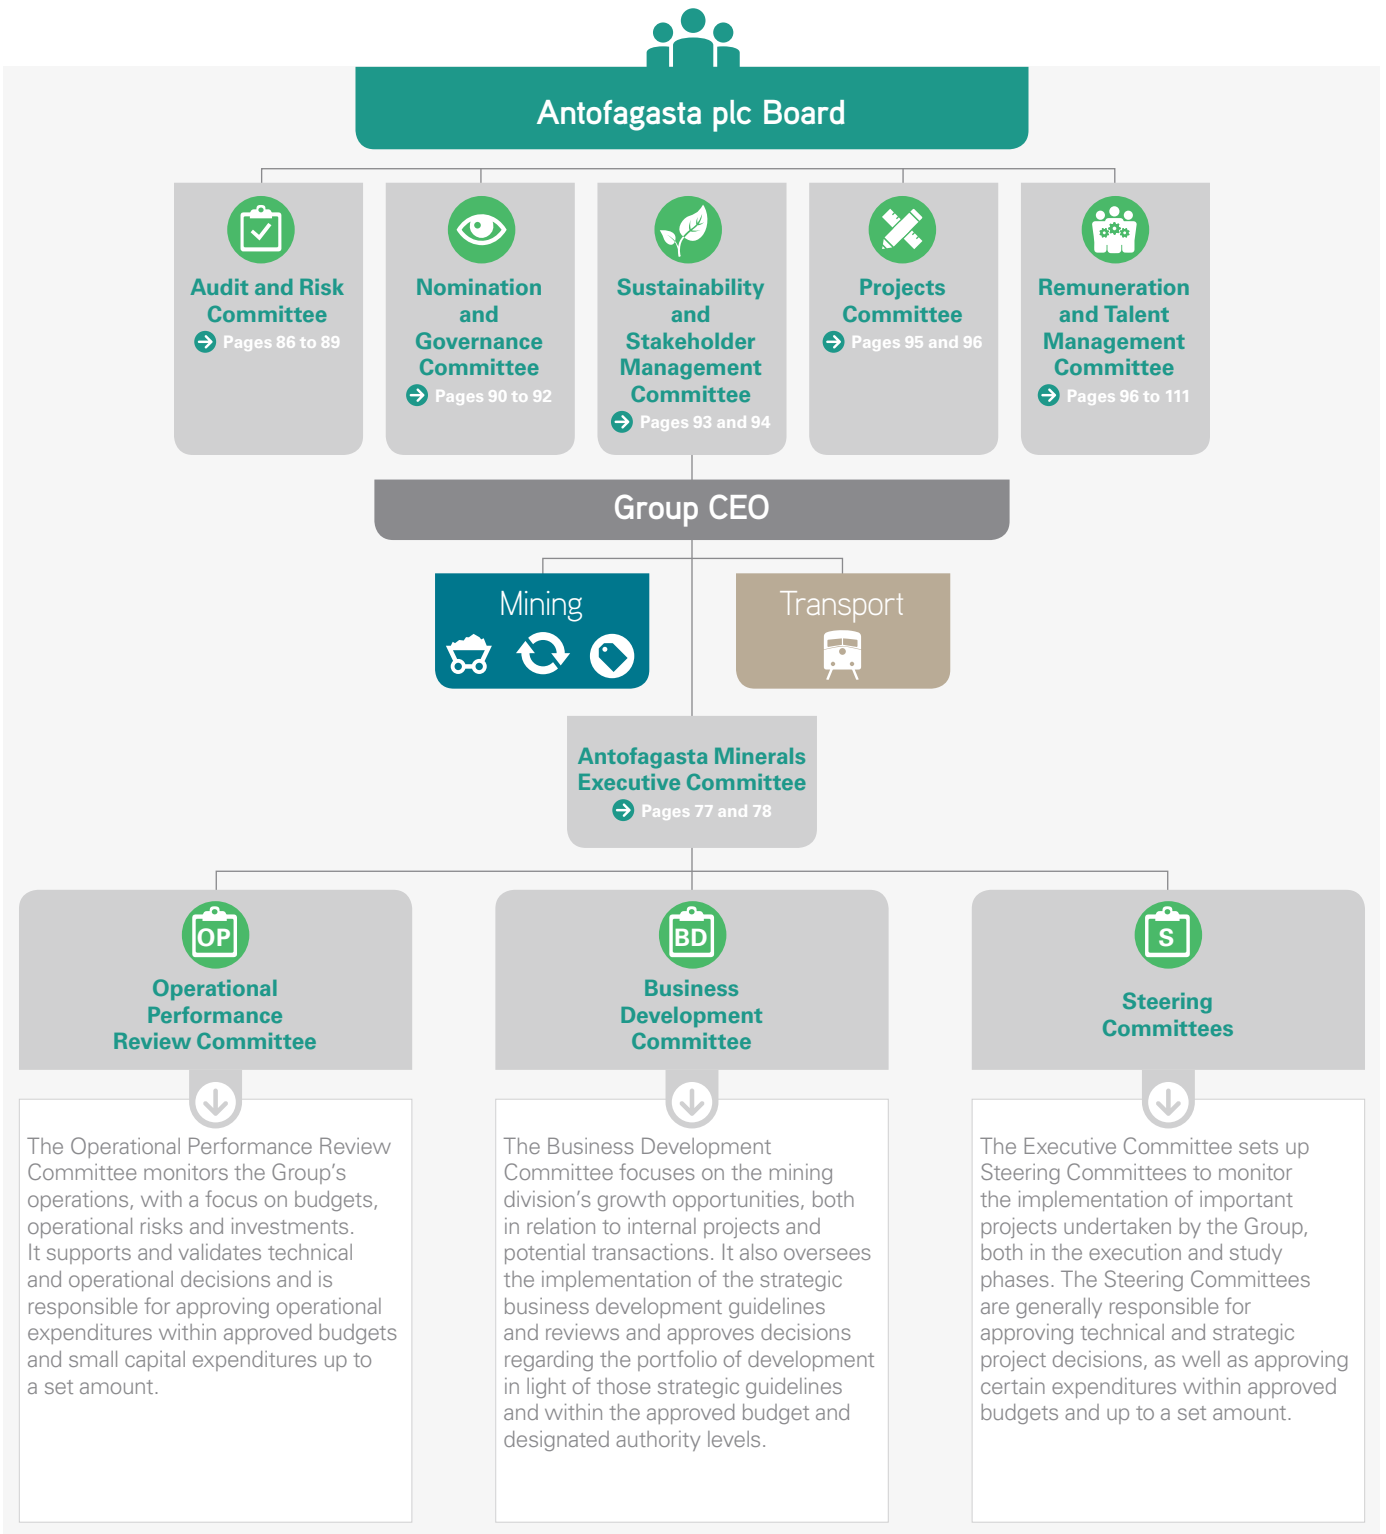 Antofagasta plc Board
Audit and Risk
Committee
Pages 86 to 89
Nomination
and
Governance
Committee
Pages 90 to 92
Sustainability
and
Stakeholder
Management
Committee
Pages 93 and 94
Projects
Committee
Pages 95 and 96
Remuneration
and Talent
Management
Committee
Pages 96 to 111
Group CEO
Mining
Transport
Antofagasta Minerals
Executive Committee
Pages 77 and 78
OP
Operational
Performance
Review Committee
The Operational Performance Review
Committee monitors the Group's
operations, with a focus on budgets,
operational risks and investments.
It supports and validates technical
and operational decisions and is
responsible for approving operational
expenditures within approved budgets
and small capital expenditures up to
a set amount.
BD
Business
Development
Committee
The Business Development
Committee focuses on the mining
division's growth opportunities, both
in relation to internal projects and
potential transactions. It also oversees
the implementation of the strategic
business development guidelines
and reviews and approves decisions
regarding the portfolio of development
in light of those strategic guidelines
and within the approved budget and
designated authority levels.
S
Steering
Committees
The Executive Committee sets up
Steering Committees to monitor
the implementation of important
projects undertaken by the Group,
both in the execution and study
phases. The Steering Committees
are generally responsible for
approving technical and strategic
project decisions, as well as approving
certain expenditures within approved
budgets and up to a set amount.